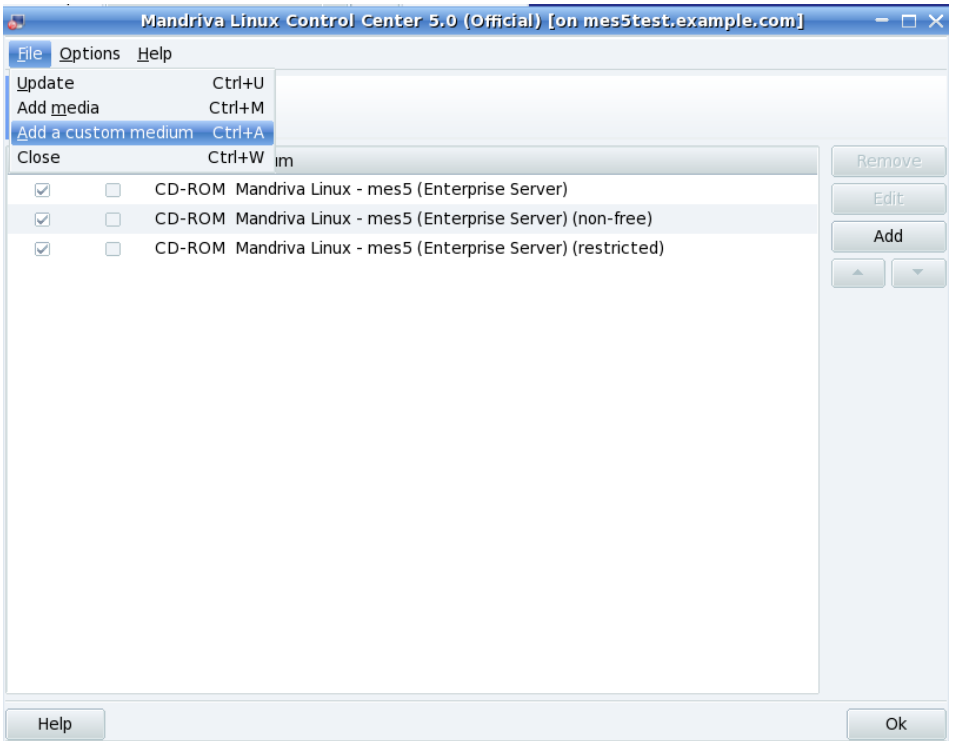 Mandriva Linux Control Center 5.0 (Official) [on mes5test.example.com]
File Options Help
Update Ctrl+U
Add media Ctrl+M
Add a custom medium Ctrl+A
Close Ctrl+W
Remove
CD-ROM Mandriva Linux - mes5 (Enterprise Server)
Edit
CD-ROM Mandriva Linux - mes5 (Enterprise Server) (non-free)
Add
CD-ROM Mandriva Linux - mes5 (Enterprise Server) (restricted)
Help Ok